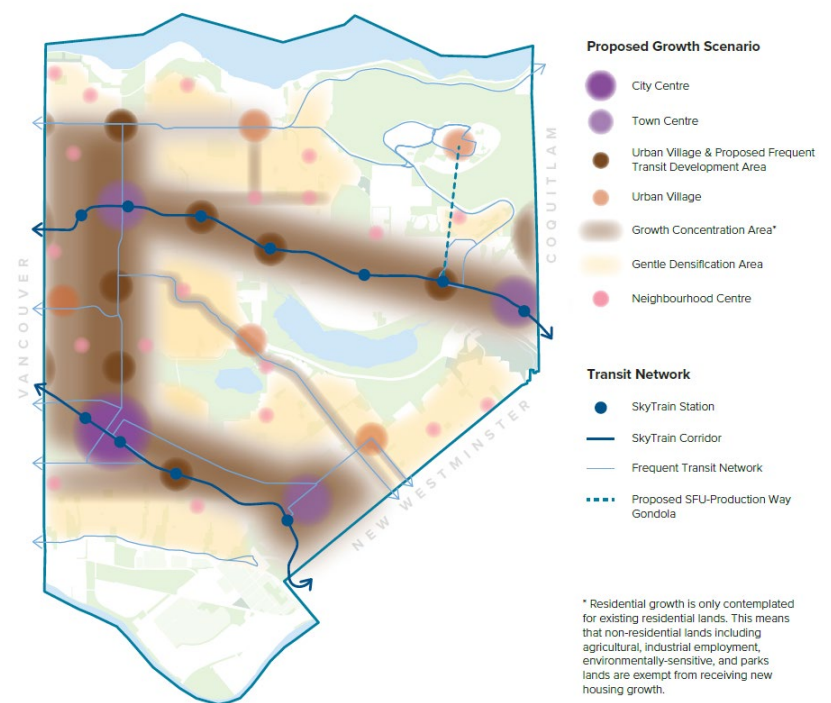 Proposed Growth Scenario
City Centre
Town Centre
Urban Village & Proposed Frequent
Transit Development Area
Urban Village
Growth Concentration Area*
Gentle Densification Area
Neighbourhood Centre
Transit Network
SkyTrain Station
SkyTrain Corridor
Frequent Transit Network
Proposed SFU-Production Way
Gondola
* Residential growth is only contemplated
for existing residential lands. This means
that non-residential lands including
agricultural, industrial employment,
environmentally-sensitive, and parks
lands are exempt from receiving new
housing growth.
VANCOUVER
COQUITLAM
NEW WESTMINSTER